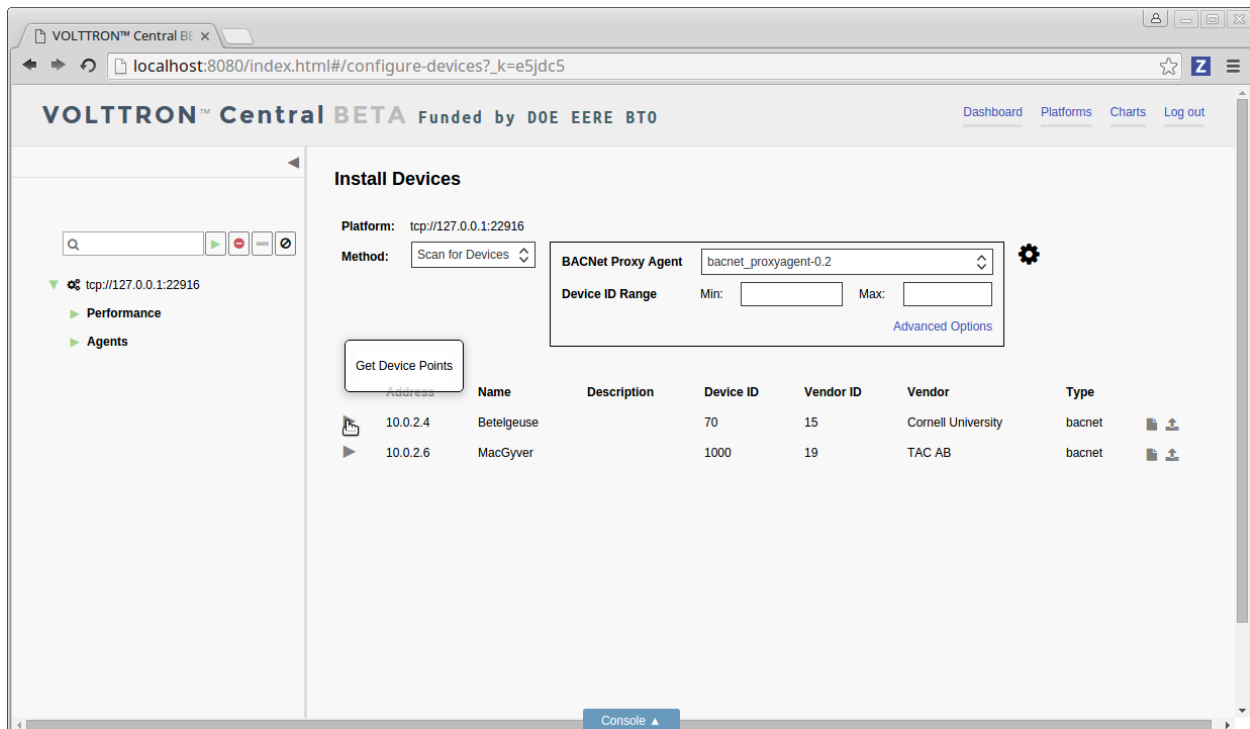 VOLTTRON™ Central BE
localhost:8080/index.html#/configure-devices?_k=e5jdc5
Z
VOLTTRON™ Central BETA Funded by DOE EERE BTO
Dashboard Platforms Charts Log out
Install Devices
Platform: tcp://127.0.0.1:22916
Method: Scan for Devices
BACNet Proxy Agent bacnet_proxyagent-0.2
Device ID Range Min: Max:
Advanced Options
tcp://127.0.0.1:22916
Performance
Agents
Get Device Points
Address Name Description Device ID Vendor ID Vendor Type
10.0.2.4 Betelgeuse 70 15 Cornell University bacnet
10.0.2.6 MacGyver 1000 19 TAC AB bacnet
Console ▲